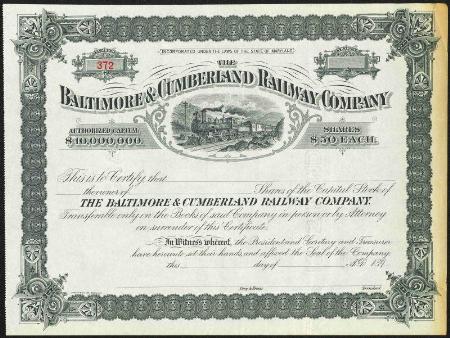 INCORPORATED UNDER THE LAWS OF THE STATE OF MARYLAND
372
THE
BALTIMORE & CUMBERLAND RAILWAY COMPANY
AUTHORIZED CAPITAL
$10,000,000.
SHARES
$50 EACH.
This is to Certify that
the owner of Shares of the Capital Stock of
THE BALTIMORE & CUMBERLAND RAILWAY COMPANY,
Transferable only on the Books of said Company in person or by Attorney
on surrender of this Certificate.
In Witness whereof, the President and Secretary and Treasurer
have hereunto set their hands, and affixed the Seal of the Company
this day of A.D. 189
Secy & Treas.
President